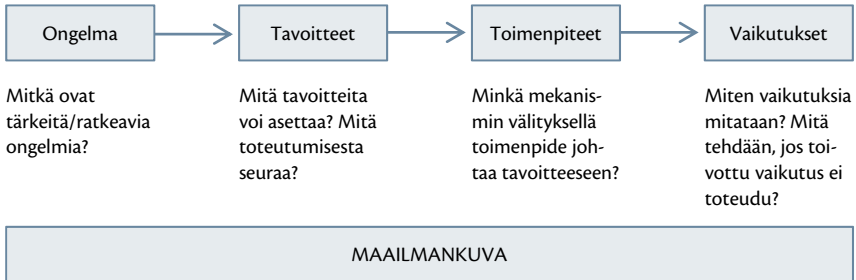 Ongelma
Tavoitteet
Toimenpiteet
Vaikutukset
Mitkä ovat
tärkeitä/ratkeavia
ongelmia?
Mitä tavoitteita
voi asettaa? Mitä
toteutumisesta
seuraa?
Minkä mekanis-
min välityksellä
toimenpide joh-
taa tavoitteeseen?
Miten vaikutuksia
mitataan? Mitä
tehdään, jos toi-
vottu vaikutus ei
toteudu?
MAAILMANKUVA